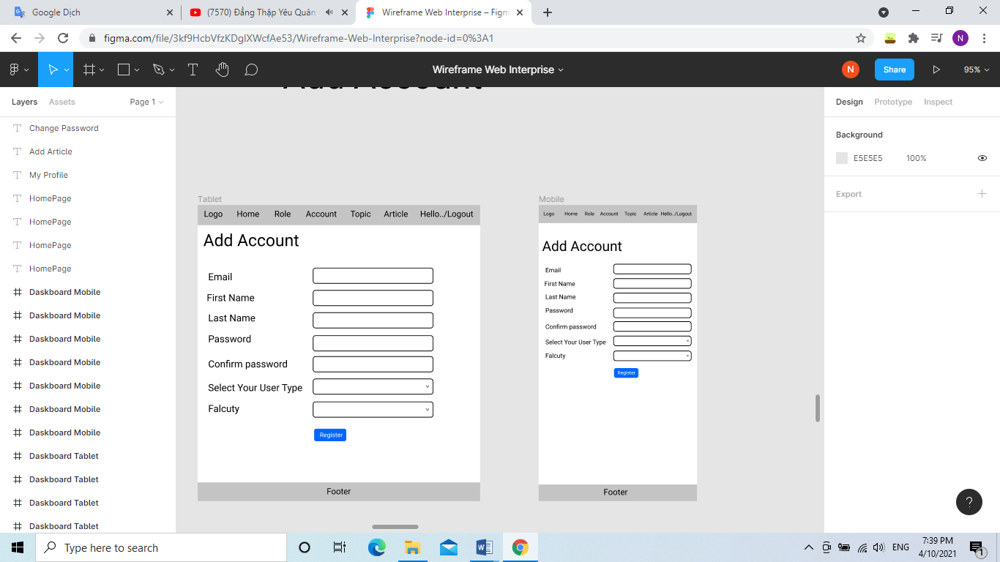 Google Dịch
(7570) Đắng Thập Yêu Quân
Wireframe Web Interprise – Figm
figma.com/file/3kf9HcbVfzKDglXWcfAe53/Wireframe-Web-Interprise?node-id=0%3A1
N
Wireframe Web Interprise
N
Share
95%
Layers
Assets
Page 1
Add Account
Design
Prototype
Inspect
Change Password
Add Article
My Profile
HomePage
HomePage
HomePage
HomePage
Daskboard Mobile
Daskboard Mobile
Daskboard Mobile
Daskboard Mobile
Daskboard Mobile
Daskboard Mobile
Daskboard Mobile
Daskboard Tablet
Daskboard Tablet
Daskboard Tablet
Daskboard Tablet
Tablet
Logo Home Role Account Topic Article Hello../Logout
Add Account
Email
First Name
Last Name
Password
Confirm password
Select Your User Type
Falcuty
Register
Footer
Mobile
Logo Home Role Account Topic Article Hello../Logout
Add Account
Email
First Name
Last Name
Password
Confirm password
Select Your User Type
Falcuty
Register
Footer
Background
E5E5E5 100%
Export
?
Type here to search
ENG
7:39 PM
4/10/2021
1